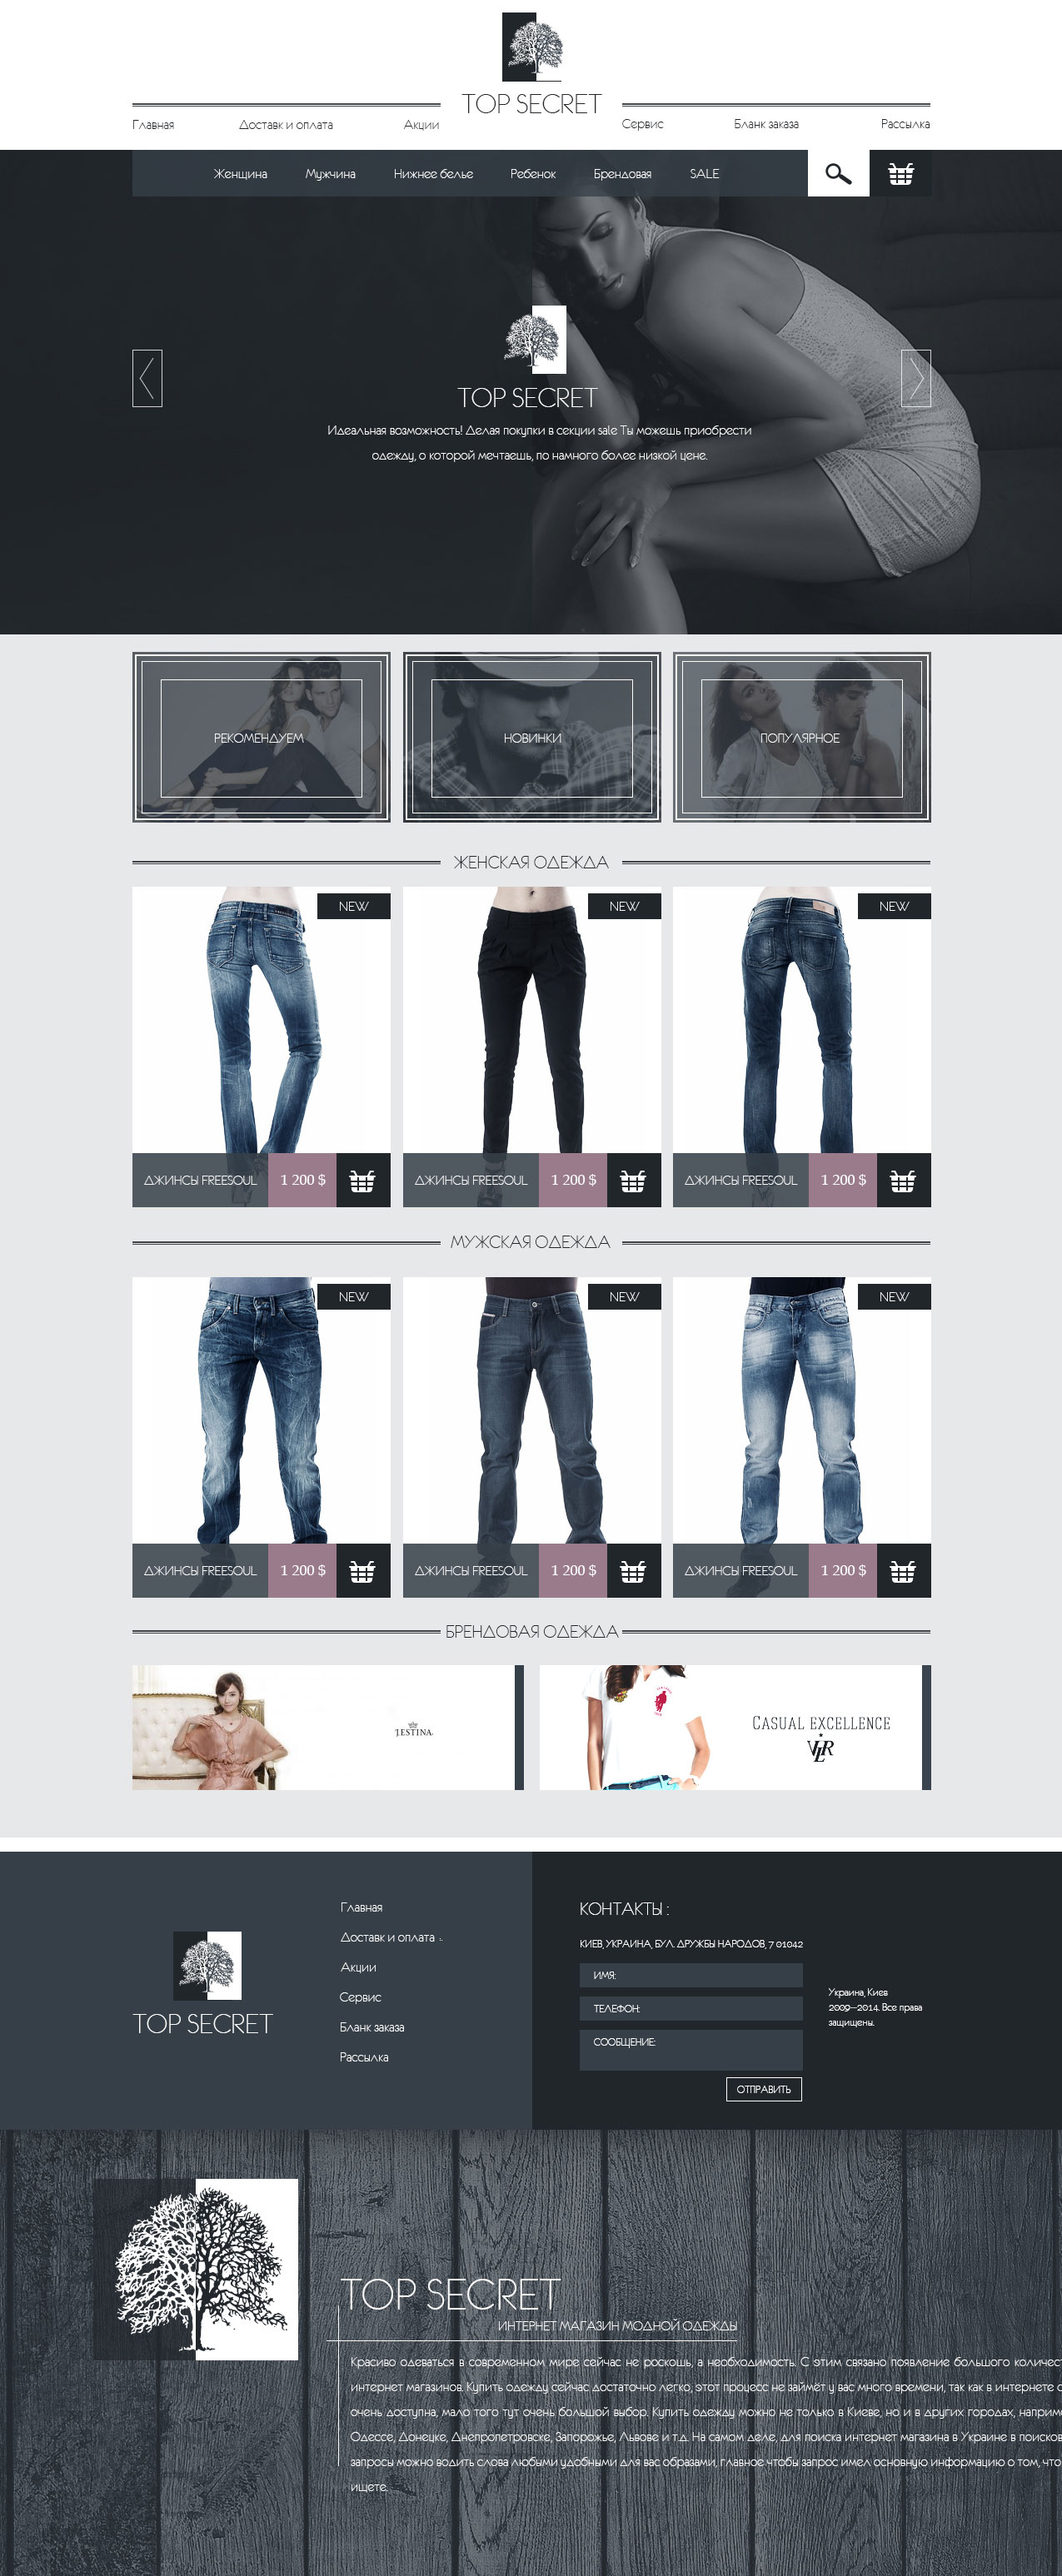 TOP SECRET
Главная Доставк и оплата Акции Сервис Бланк заказа Рассылка
Женщина Мужчина Нижнее белье Ребенок Брендовая SALE
TOP SECRET
Идеальная возможность! Делая покупки в секции sale Ты можешь приобрести
одежду, о которой мечтаешь, по намного более низкой цене.
РЕКОМЕНДУЕМ НОВИНКИ ПОПУЛЯРНОЕ
ЖЕНСКАЯ ОДЕЖДА
NEW NEW NEW
ДЖИНСЫ FREESOUL 1 200 $ ДЖИНСЫ FREESOUL 1 200 $ ДЖИНСЫ FREESOUL 1 200 $
МУЖСКАЯ ОДЕЖДА
NEW NEW NEW
ДЖИНСЫ FREESOUL 1 200 $ ДЖИНСЫ FREESOUL 1 200 $ ДЖИНСЫ FREESOUL 1 200 $
БРЕНДОВАЯ ОДЕЖДА
JESTINA
CASUAL EXCELLENCE
TOP SECRET
Главная
Доставк и оплата
Акции
Сервис
Бланк заказа
Рассылка
КОНТАКТЫ :
КИЕВ, УКРАИНА, БУЛ. ДРУЖБЫ НАРОДОВ, 7 01042
ИМЯ:
ТЕЛЕФОН:
СООБЩЕНИЕ:
ОТПРАВИТЬ
Украина, Киев
2009–2014. Все права
защищены.
TOP SECRET
ИНТЕРНЕТ МАГАЗИН МОДНОЙ ОДЕЖДЫ
Красиво одеваться в современном мире сейчас не роскошь, а необходимость. С этим связано появление большого количест
интернет магазинов. Купить одежду сейчас достаточно легко, этот процесс не займёт у вас много времени, так как в интернете о
очень доступна, мало того тут очень большой выбор. Купить одежду можно не только в Киеве, но и в других городах, наприме
Одессе, Донецке, Днепропетровске, Запорожье, Львове и т.д. На самом деле, для поиска интернет магазина в Украине в поисков
запросы можно водить слова любыми удобными для вас образами, главное чтобы запрос имел основную информацию о том, что
ищете.